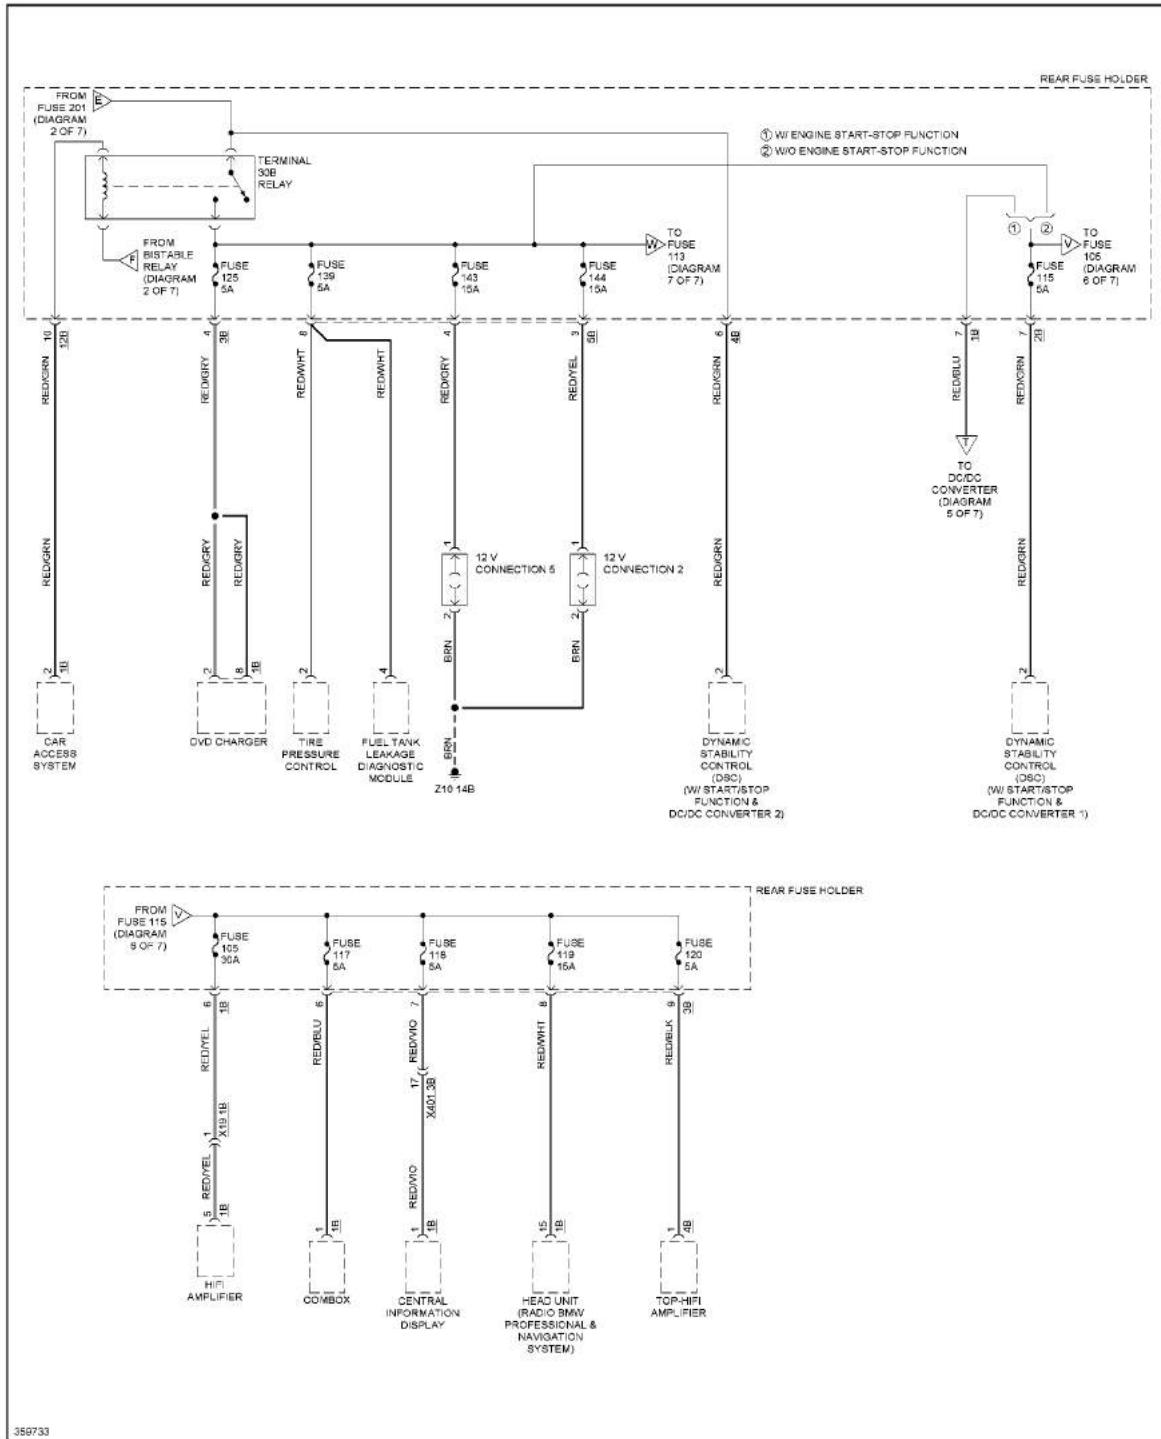 REAR FUSE HOLDER
FROM
FUSE 201
(DIAGRAM
2 OF 7)
E
① W/ ENGINE START-STOP FUNCTION
② W/O ENGINE START-STOP FUNCTION
TERMINAL
30B
RELAY
F
FROM
BISTABLE
RELAY
(DIAGRAM
2 OF 7)
W
TO
FUSE
113
(DIAGRAM
7 OF 7)
① ②
V
TO
FUSE
105
(DIAGRAM
6 OF 7)
FUSE
125
5A
FUSE
139
5A
FUSE
143
15A
FUSE
144
15A
FUSE
115
5A
10 12B
4 3B
8
4
3 5B
6 4B
7 1B
7 2B
RED/GRN
RED/GRY
RED/WHT
RED/WHT
RED/GRY
RED/YEL
RED/GRN
RED/BLU
RED/GRN
T
TO
DC/DC
CONVERTER
(DIAGRAM
5 OF 7)
1
12 V
CONNECTION 5
2
1
12 V
CONNECTION 2
2
RED/GRN
RED/GRY
RED/GRY
RED/GRN
RED/GRN
BRN
BRN
BRN
Z10 14B
2 1B
2
8 1B
2
4
2
2
CAR
ACCESS
SYSTEM
DVD CHARGER
TIRE
PRESSURE
CONTROL
FUEL TANK
LEAKAGE
DIAGNOSTIC
MODULE
DYNAMIC
STABILITY
CONTROL
(DSC)
(W/ START/STOP
FUNCTION &
DC/DC CONVERTER 2)
DYNAMIC
STABILITY
CONTROL
(DSC)
(W/ START/STOP
FUNCTION &
DC/DC CONVERTER 1)
REAR FUSE HOLDER
FROM
FUSE 115
(DIAGRAM
6 OF 7)
V
FUSE
105
30A
FUSE
117
5A
FUSE
118
5A
FUSE
119
15A
FUSE
120
5A
6 1B
6
7
8
9 3B
RED/YEL
RED/BLU
RED/VIO
RED/WHT
RED/BLK
17 X401 3B
1 X19 1B
RED/YEL
RED/VIO
5 1B
1 1B
1 1B
15 1B
1 4B
HIFI
AMPLIFIER
COMBOX
CENTRAL
INFORMATION
DISPLAY
HEAD UNIT
(RADIO BMW
PROFESSIONAL &
NAVIGATION
SYSTEM)
TOP-HIFI
AMPLIFIER
359733